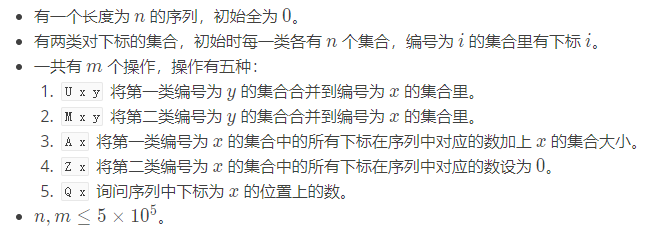 • 有一个长度为 n 的序列，初始全为 0。
• 有两类对下标的集合，初始时每一类各有 n 个集合，编号为 i 的集合里有下标 i。
• 一共有 m 个操作，操作有五种：
1. U x y 将第一类编号为 y 的集合合并到编号为 x 的集合里。
2. M x y 将第二类编号为 y 的集合合并到编号为 x 的集合里。
3. A x 将第一类编号为 x 的集合中的所有下标在序列中对应的数加上 x 的集合大小。
4. Z x 将第二类编号为 x 的集合中的所有下标在序列中对应的数设为 0。
5. Q x 询问序列中下标为 x 的位置上的数。
• n, m ≤ 5 × 10⁵。